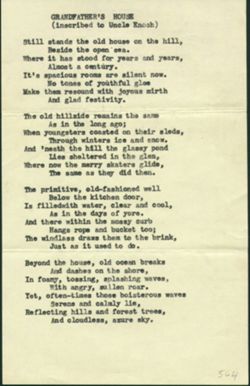 GRANDFATHER'S HOUSE
(inscribed to Uncle Enoch)
Still stands the old house on the hill,
Beside the open sea.
Where it has stood for years and years,
Almost a century.
It's spacious rooms are silent now.
No tones of youthful glee
Make them resound with joyous mirth
And glad festivity.
The old hillside remains the same
As in the long ago;
When youngsters coasted on their sleds,
Through winters ice and snow.
And 'neath the hill the glassy pond
Lies sheltered in the glen,
Where now the merry skaters glide,
The same as they did then.
The primitive, old-fashioned well
Below the kitchen door,
Is filledwith water, clear and cool,
As in the days of yore.
And there within the mossy curb
Hangs rope and bucket too;
The windlass draws them to the brink,
Just as it used to do.
Beyond the house, old ocean breaks
And dashes on the shore,
In foamy, tossing, splashing waves,
With angry, sullen roar.
Yet, often-times those boisterous waves
Serene and calmly lie,
Reflecting hills and forest trees,
And cloudless, azure sky.
564